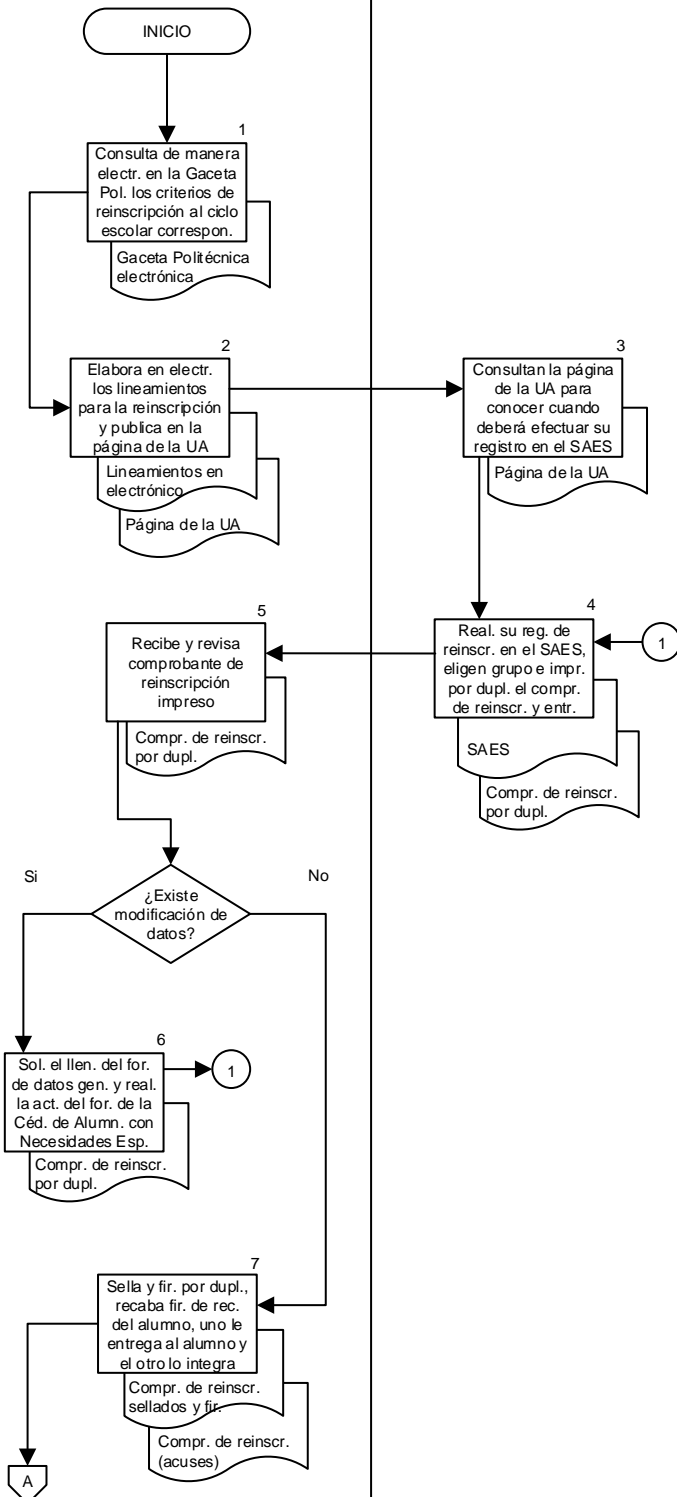 INICIO
1
Consulta de manera
electr. en la Gaceta
Pol. los criterios de
reinscripción al ciclo
escolar correspon.
Gaceta Politécnica
electrónica
2
Elabora en electr.
los lineamientos
para la reinscripción
y publica en la
página de la UA
Lineamientos en
electrónico
Página de la UA
3
Consultan la página
de la UA para
conocer cuando
deberá efectuar su
registro en el SAES
Página de la UA
4
Real. su reg. de
reinscr. en el SAES,
eligen grupo e impr.
por dupl. el compr.
de reinscr. y entr.
1
SAES
Compr. de reinscr.
por dupl.
5
Recibe y revisa
comprobante de
reinscripción
impreso
Compr. de reinscr.
por dupl.
Si
No
¿Existe
modificación de
datos?
6
Sol. el llen. del for.
de datos gen. y real.
la act. del for. de la
Céd. de Alumn. con
Necesidades Esp.
1
Compr. de reinscr.
por dupl.
7
Sella y fir. por dupl.,
recaba fir. de rec.
del alumno, uno le
entrega al alumno y
el otro lo integra
Compr. de reinscr.
sellados y fir.
Compr. de reinscr.
(acuses)
A